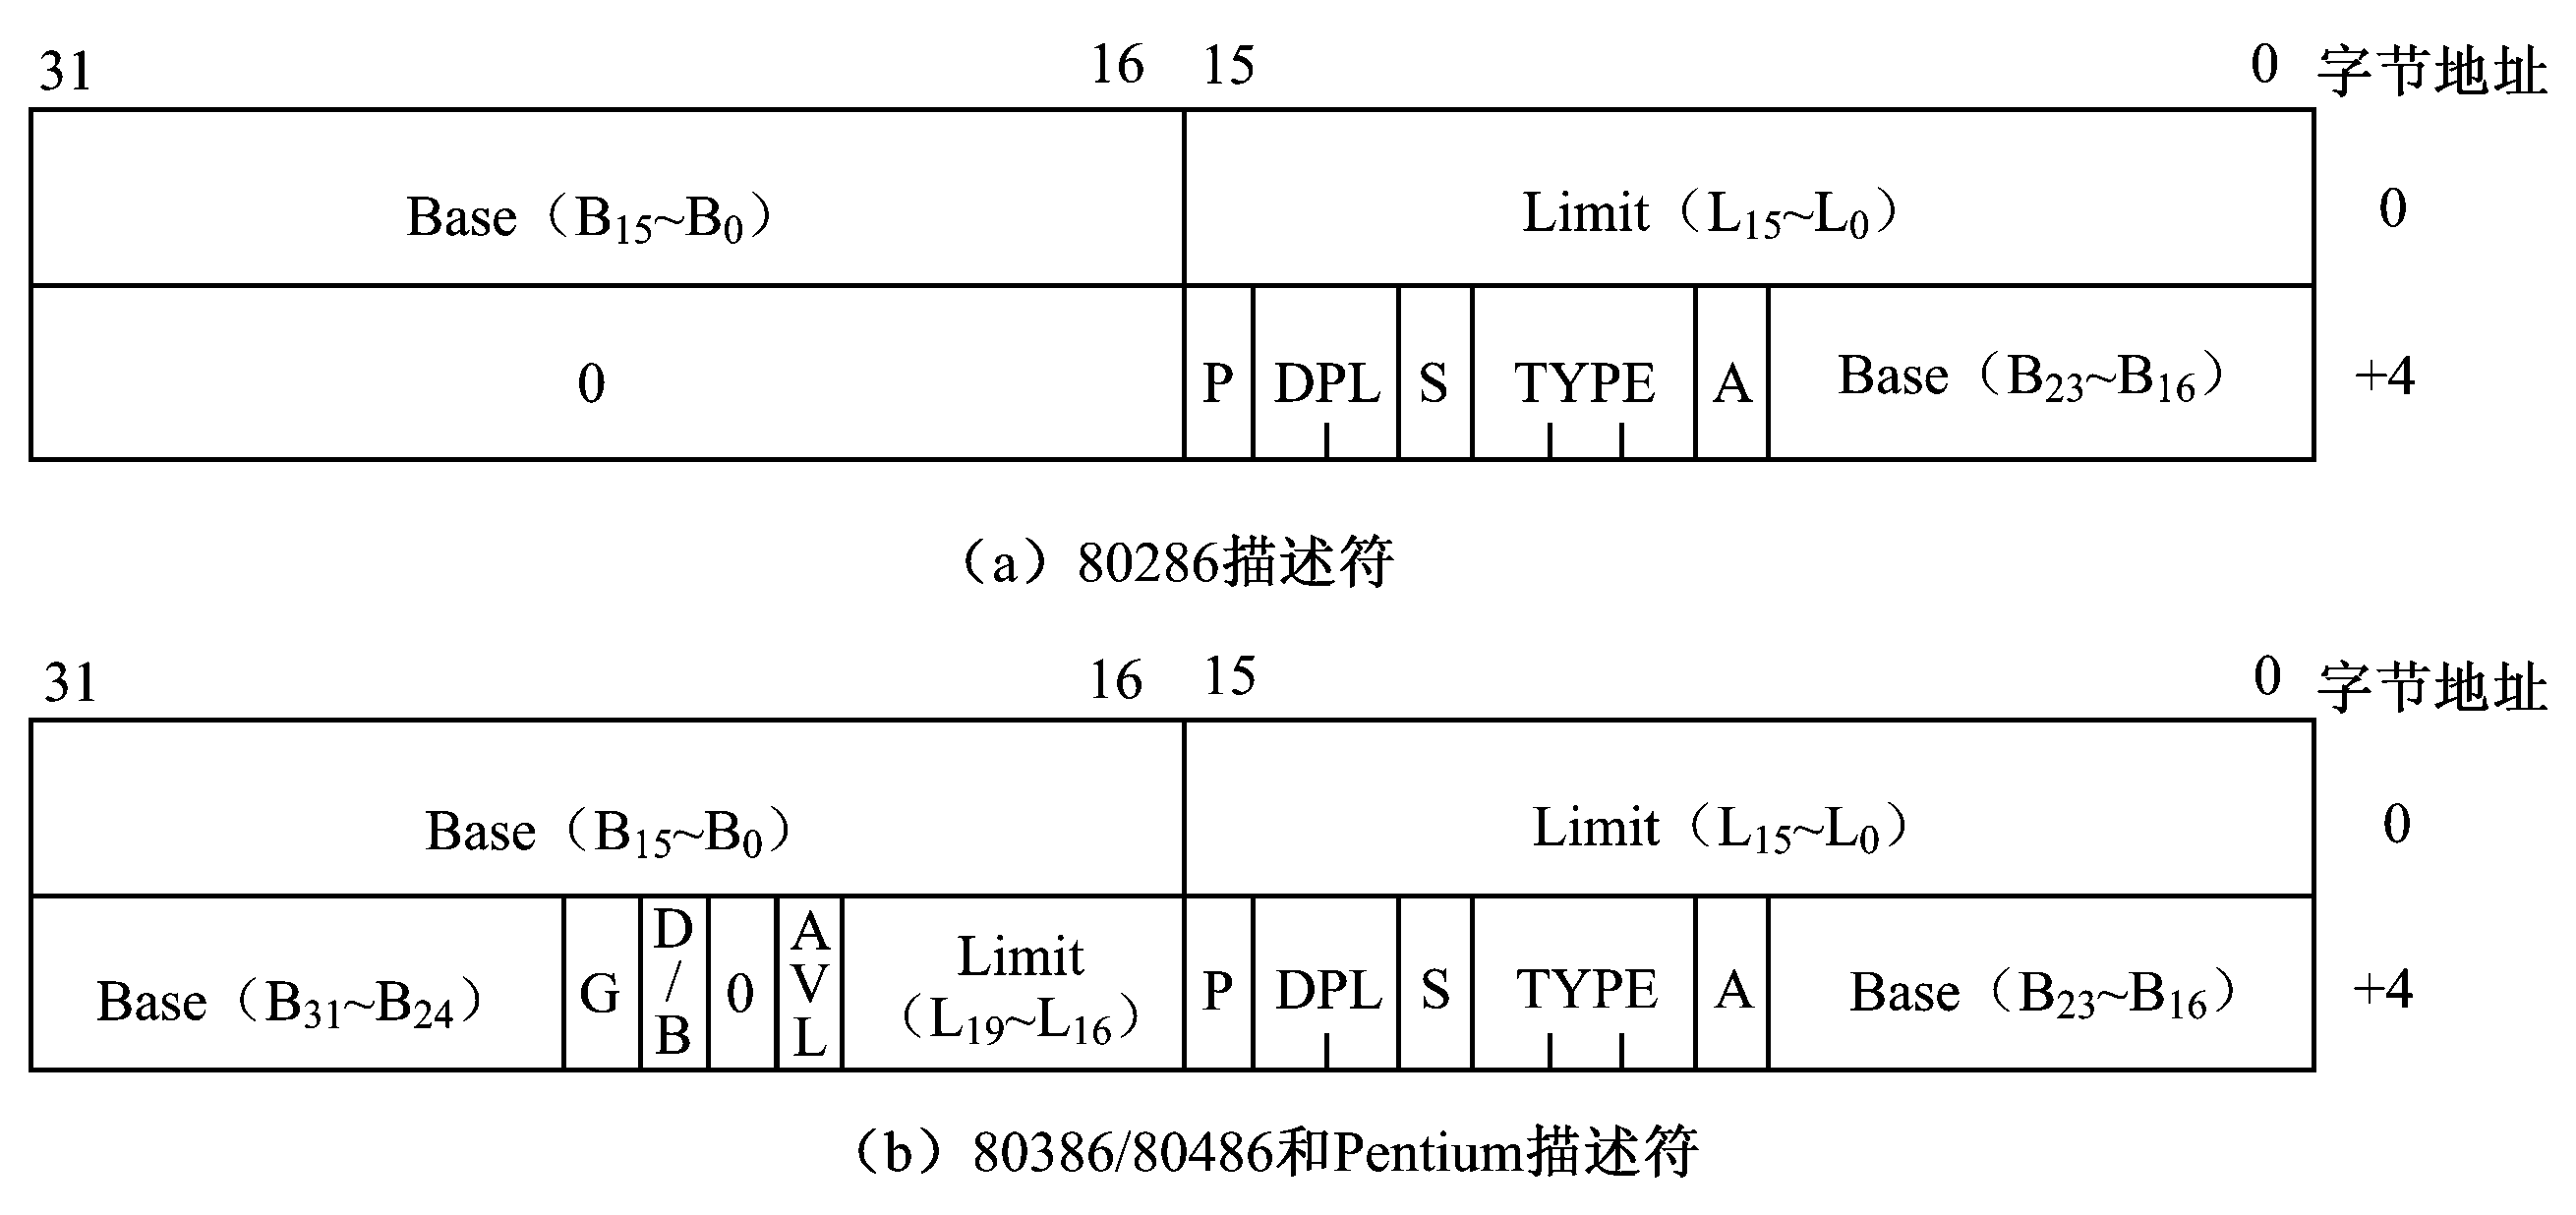 31 16 15 0 字节地址
Base（B15~B0） Limit（L15~L0） 0
0 P DPL S TYPE A Base（B23~B16） +4
（a）80286描述符
31 16 15 0 字节地址
Base（B15~B0） Limit（L15~L0） 0
Base（B31~B24） G D/B 0 AVL Limit（L19~L16） P DPL S TYPE A Base（B23~B16） +4
（b）80386/80486和Pentium描述符